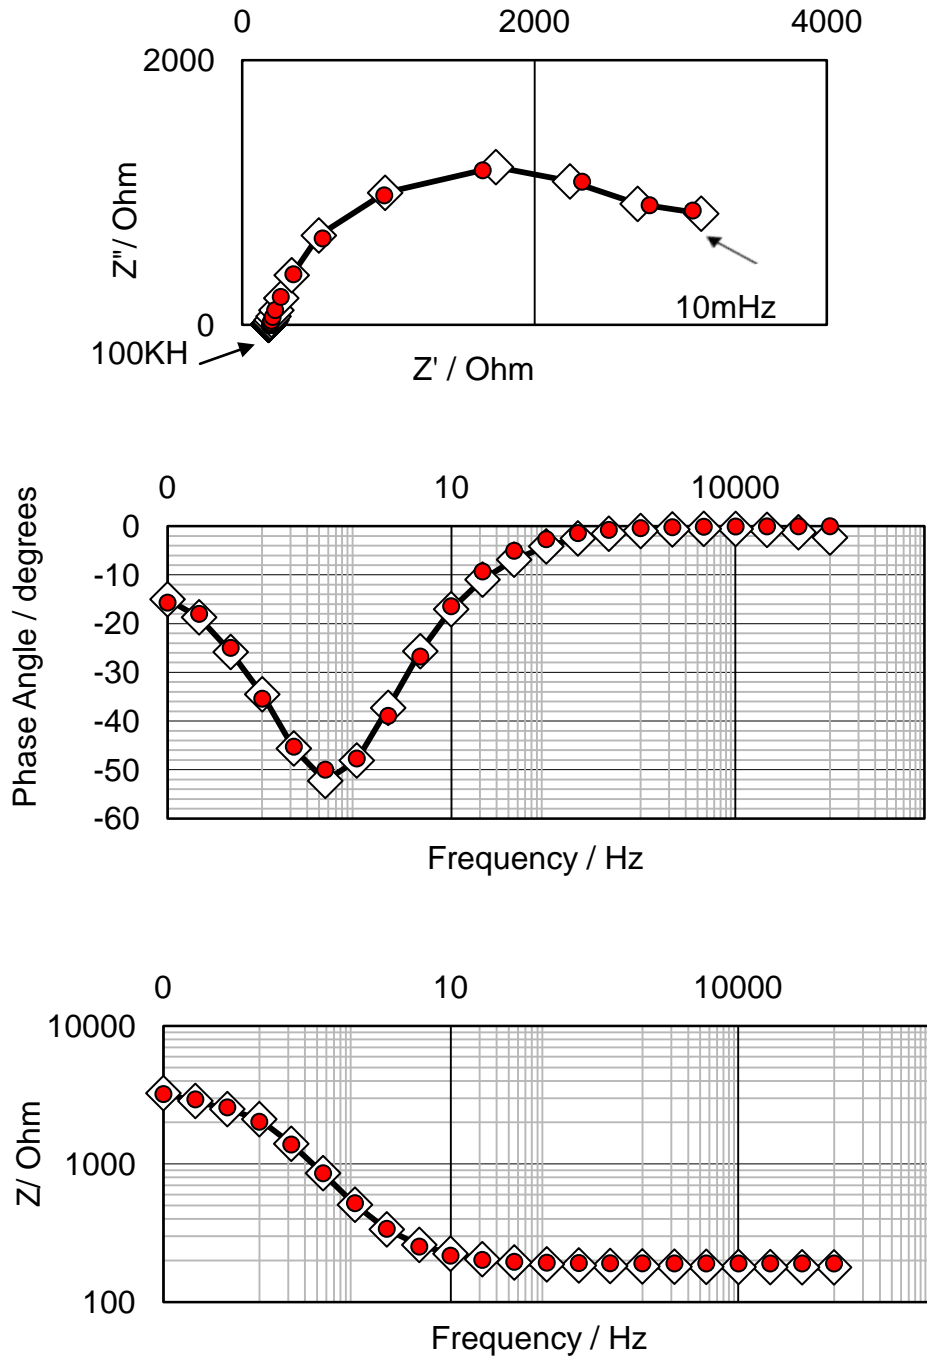 0 2000 4000
2000
Z"/ Ohm
0
10mHz
100KH
Z' / Ohm
0 10 10000
0
-10
-20
-30
-40
-50
-60
Phase Angle / degrees
Frequency / Hz
0 10 10000
10000
1000
100
Z/ Ohm
Frequency / Hz